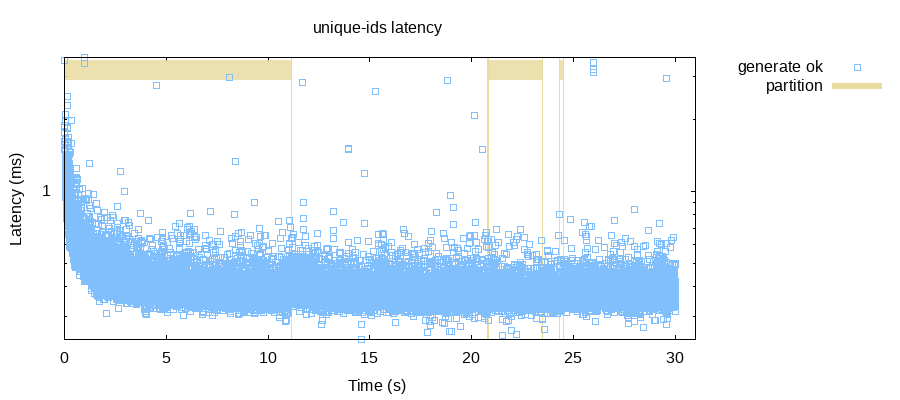 unique-ids latency
generate ok
partition
Latency (ms)
1
0 5 10 15 20 25 30
Time (s)